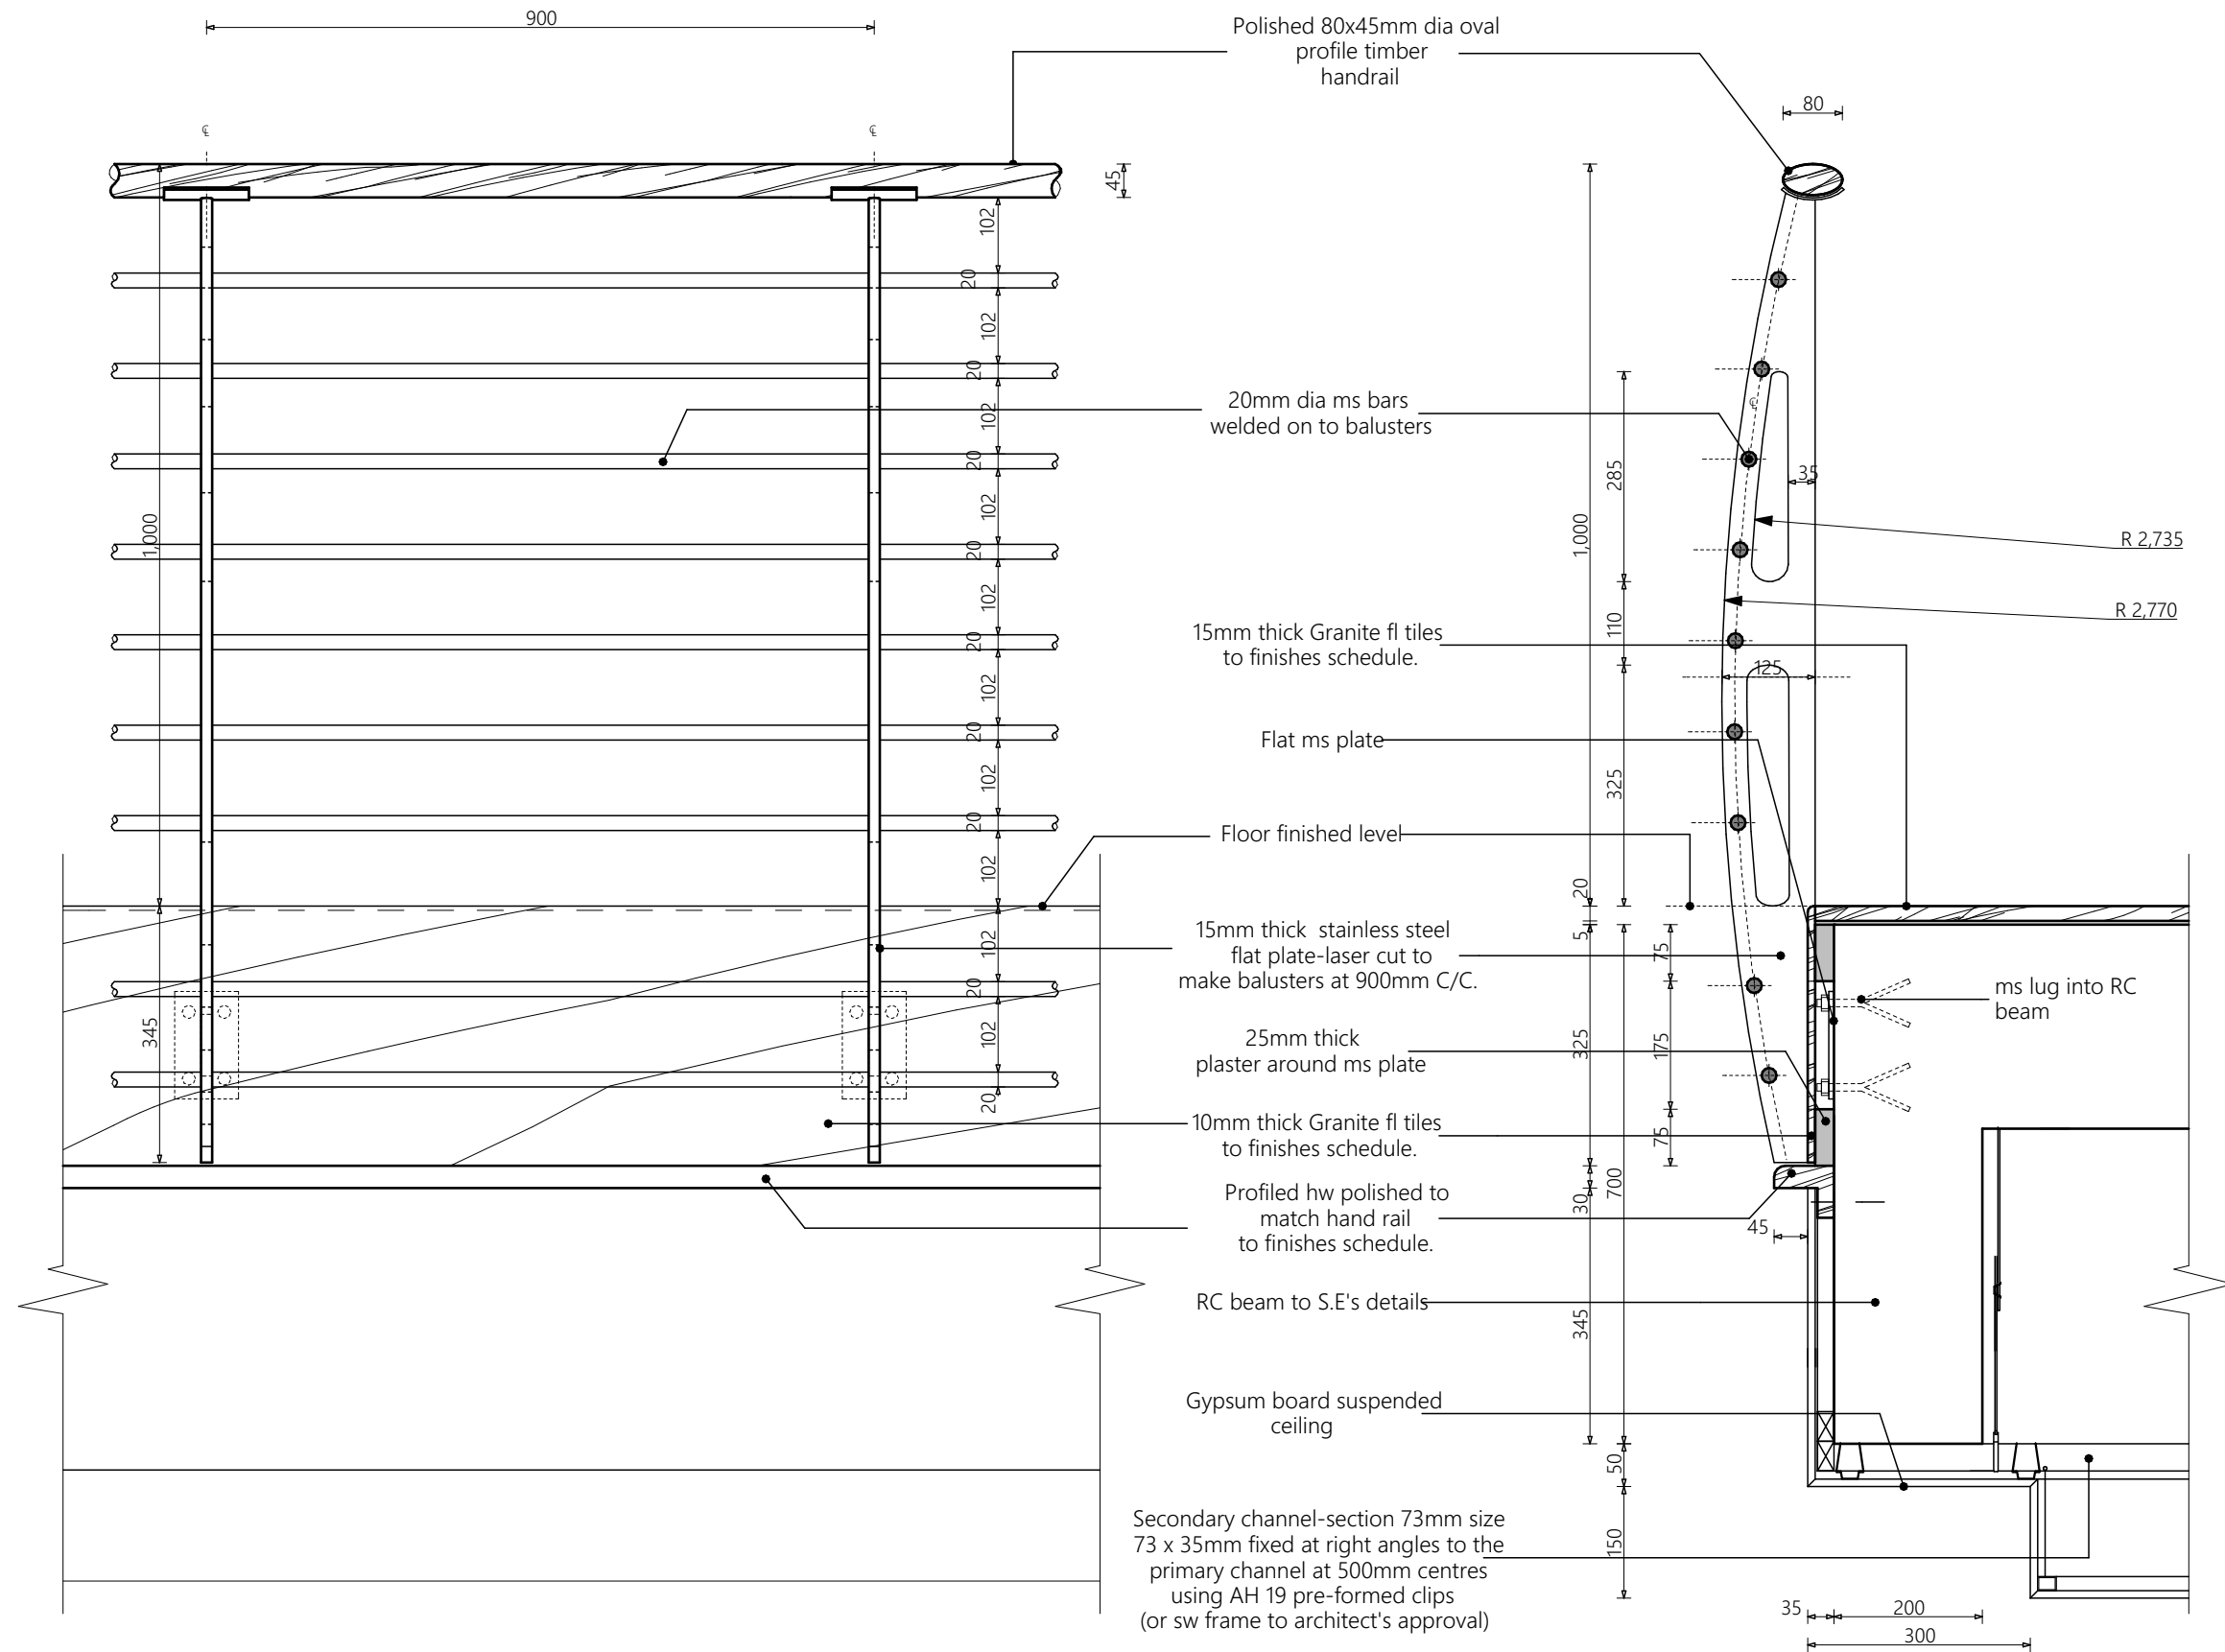 900
Polished 80x45mm dia oval
profile timber
handrail
80
℄
℄
45
102
20
102
20
102
20
102
20
102
20
102
20
102
20
102
102
20
102
20
1,000
345
20mm dia ms bars
welded on to balusters
℄
285
35
1,000
R 2,735
R 2,770
110
15mm thick Granite fl tiles
to finishes schedule.
125
Flat ms plate
325
Floor finished level
20
15mm thick  stainless steel
flat plate-laser cut to
make balusters at 900mm C/C.
5
75
ms lug into RC
beam
25mm thick
plaster around ms plate
325
175
10mm thick Granite fl tiles
to finishes schedule.
75
Profiled hw polished to
match hand rail
to finishes schedule.
30
700
45
RC beam to S.E's details
345
Gypsum board suspended
ceiling
50
Secondary channel-section 73mm size
73 x 35mm fixed at right angles to the
primary channel at 500mm centres
using AH 19 pre-formed clips
(or sw frame to architect's approval)
150
35
200
300